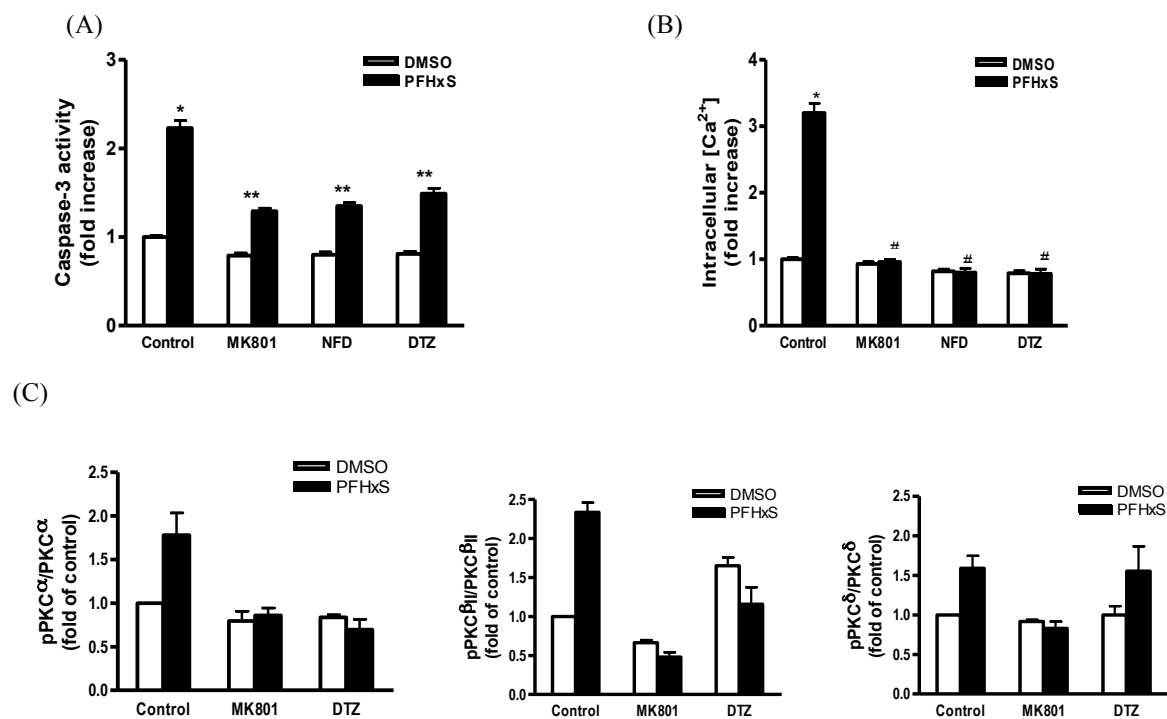 (A)
Caspase-3 activity
(fold increase)
3
2
1
0
DMSO
PFHxS
*
**
**
**
Control MK801 NFD DTZ
(B)
Intracellular [Ca²⁺]
(fold increase)
4
3
2
1
0
DMSO
PFHxS
*
#
#
#
Control MK801 NFD DTZ
(C)
pPKCα/PKCα
(fold of control)
2.5
2.0
1.5
1.0
0.5
0.0
DMSO
PFHxS
Control MK801 DTZ
pPKCβII/PKCβII
(fold of control)
2.5
2.0
1.5
1.0
0.5
0.0
DMSO
PFHxS
Control MK801 DTZ
pPKCδ/PKCδ
(fold of control)
2.5
2.0
1.5
1.0
0.5
0.0
DMSO
PFHxS
Control MK801 DTZ